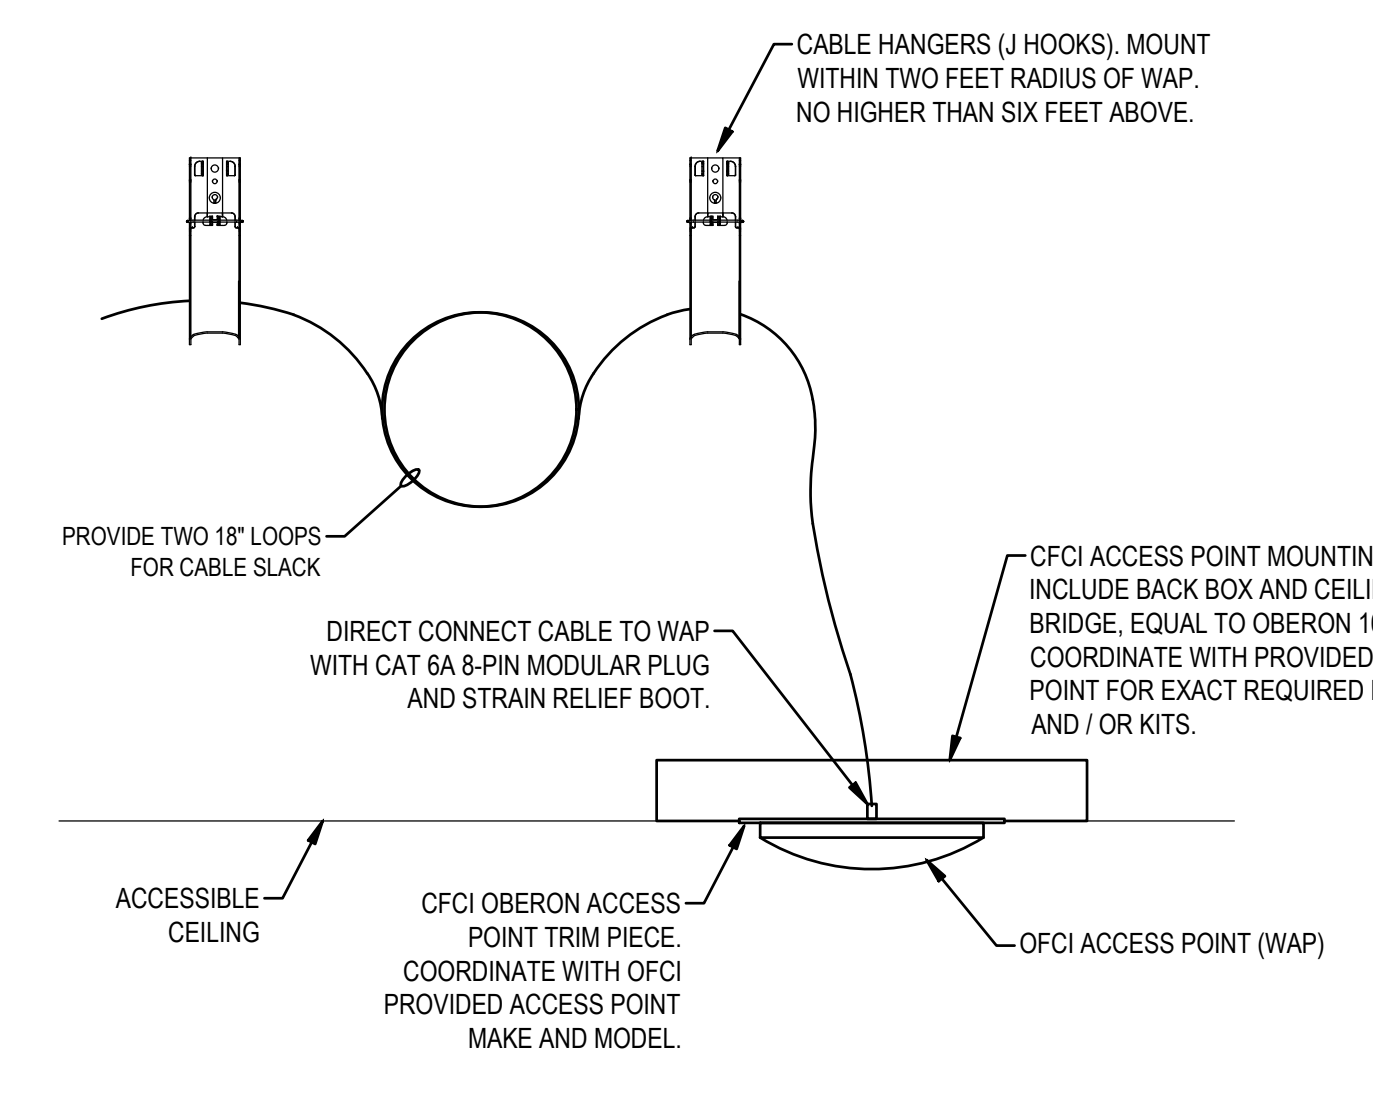 CABLE HANGERS (J HOOKS). MOUNT
WITHIN TWO FEET RADIUS OF WAP.
NO HIGHER THAN SIX FEET ABOVE.
PROVIDE TWO 18" LOOPS
FOR CABLE SLACK
CFCI ACCESS POINT
INCLUDE BACK BOX AND
BRIDGE, EQUAL TO OBERON
COORDINATE WITH PROVIDED
POINT FOR EXACT REQUIRED
AND / OR KITS.
DIRECT CONNECT CABLE TO WAP
WITH CAT 6A 8-PIN MODULAR PLUG
AND STRAIN RELIEF BOOT.
ACCESSIBLE
CEILING
CFCI OBERON ACCESS
POINT TRIM PIECE.
COORDINATE WITH OFCI
PROVIDED ACCESS POINT
MAKE AND MODEL.
OFCI ACCESS POINT (WAP)